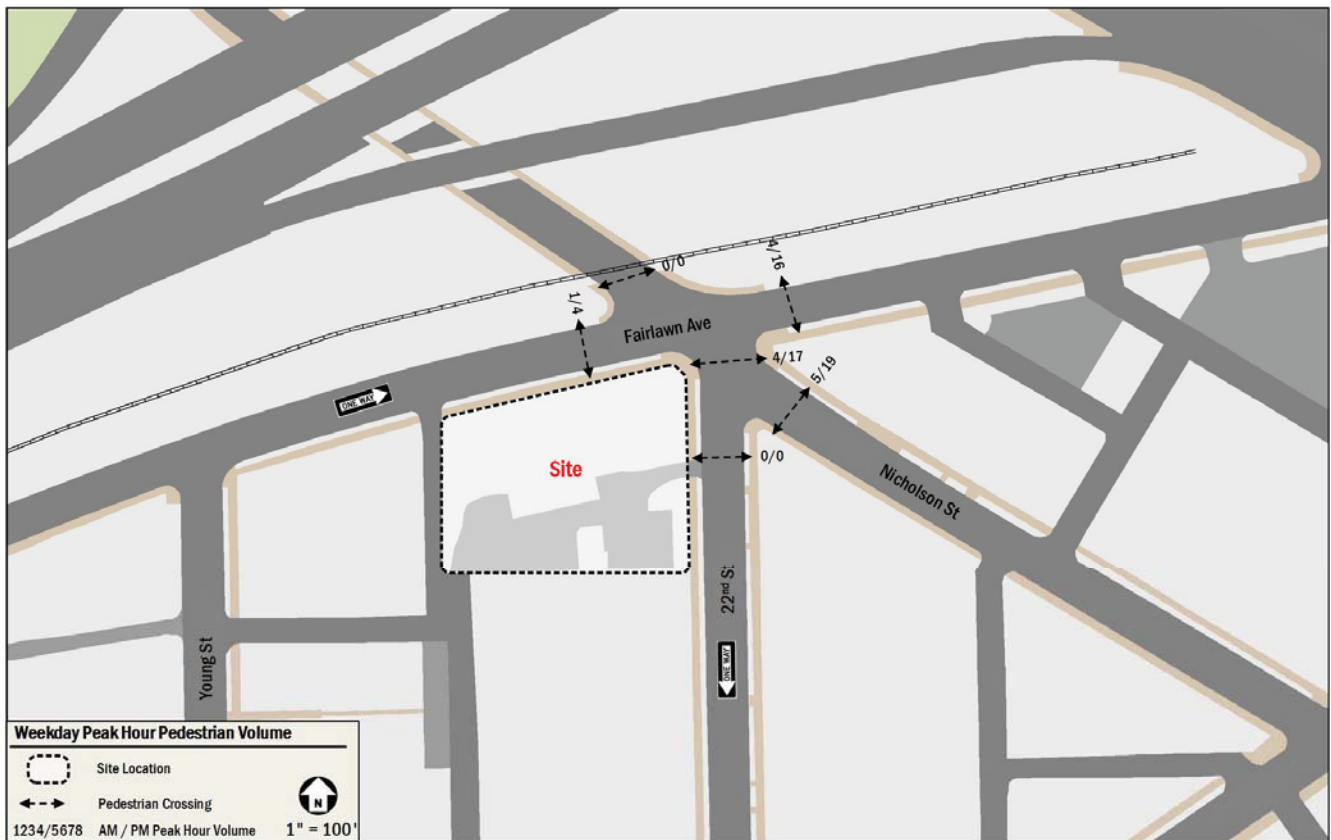 4/16
0/0
1/4
Fairlawn Ave
4/17
5/19
ONE WAY
Site
0/0
Nicholson St
22nd St
ONE WAY
Young St
Weekday Peak Hour Pedestrian Volume
Site Location
Pedestrian Crossing
N
1234/5678 AM / PM Peak Hour Volume 1" = 100'